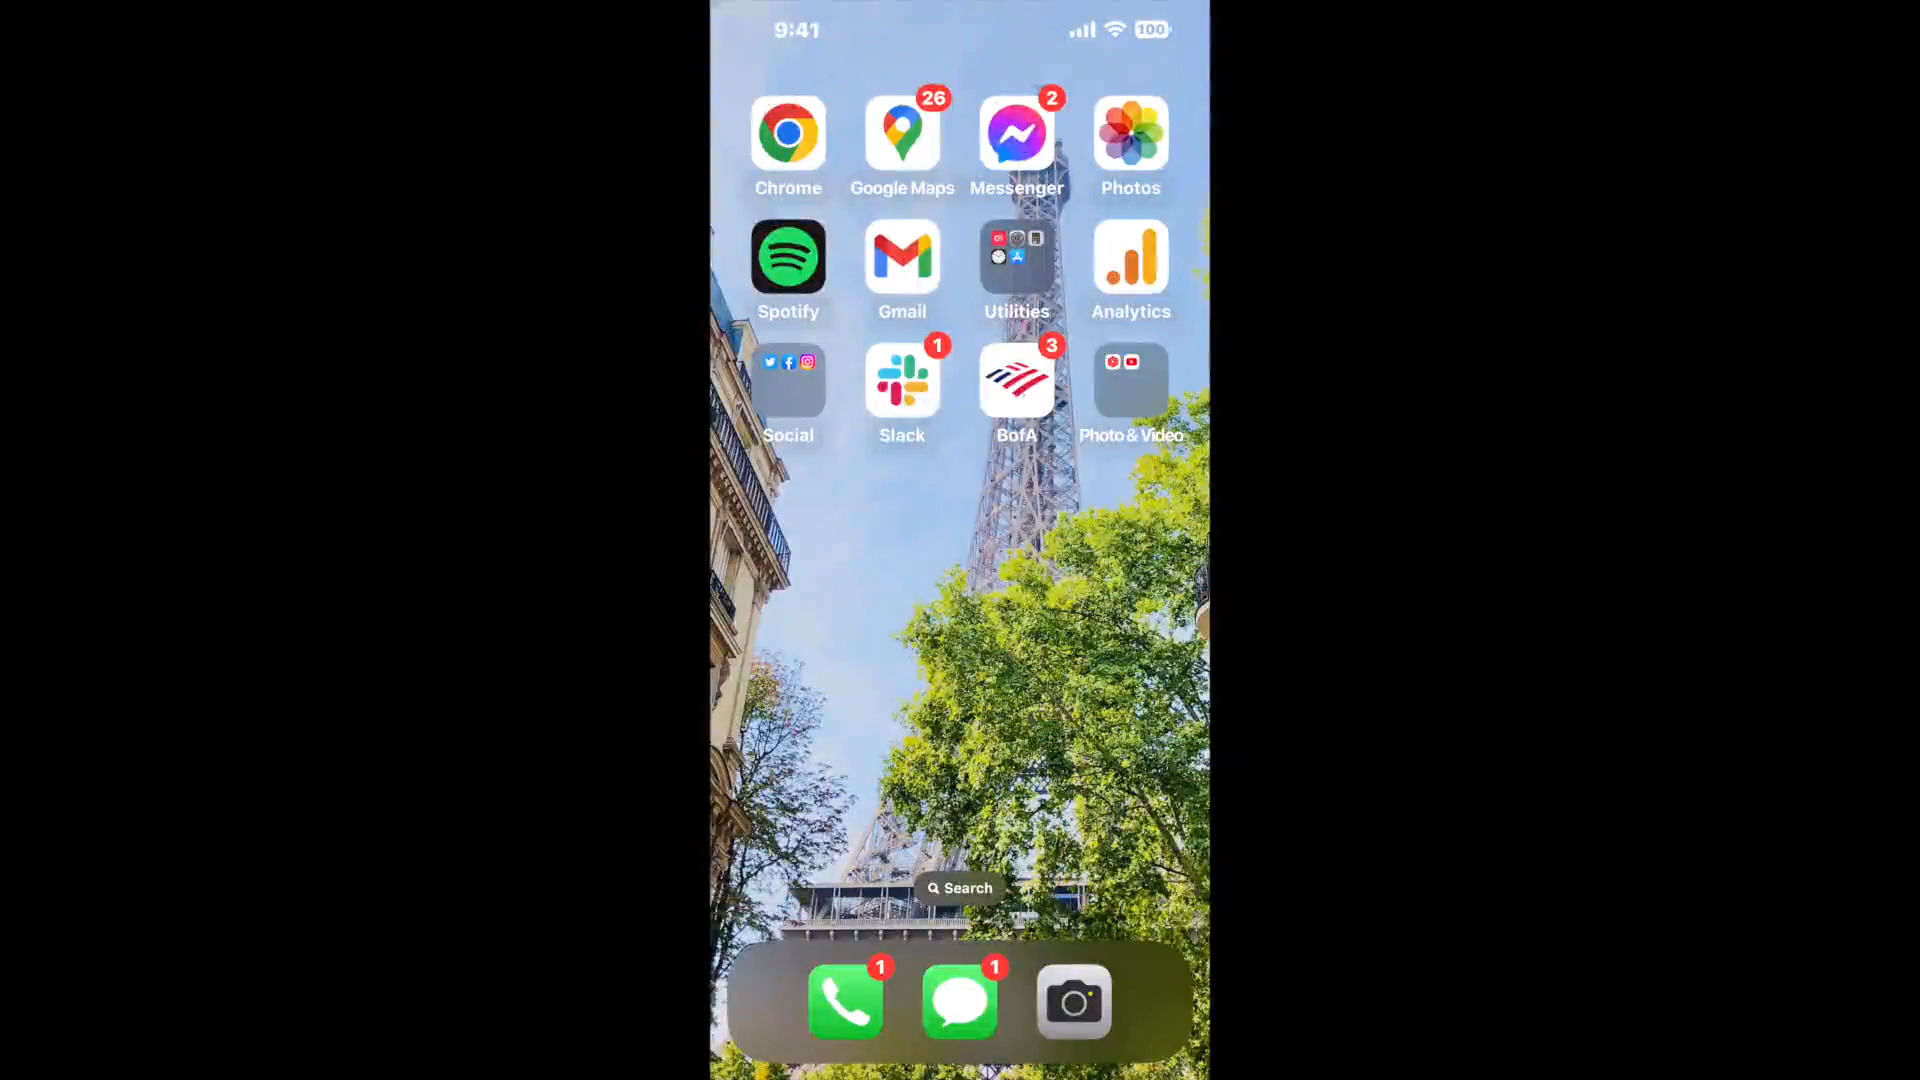 9:41
100
26
2
Chrome
Google Maps
Messenger
Photos
Spotify
Gmail
Utilities
Analytics
1
3
Social
Slack
BofA
Photo & Video
Search
1
1